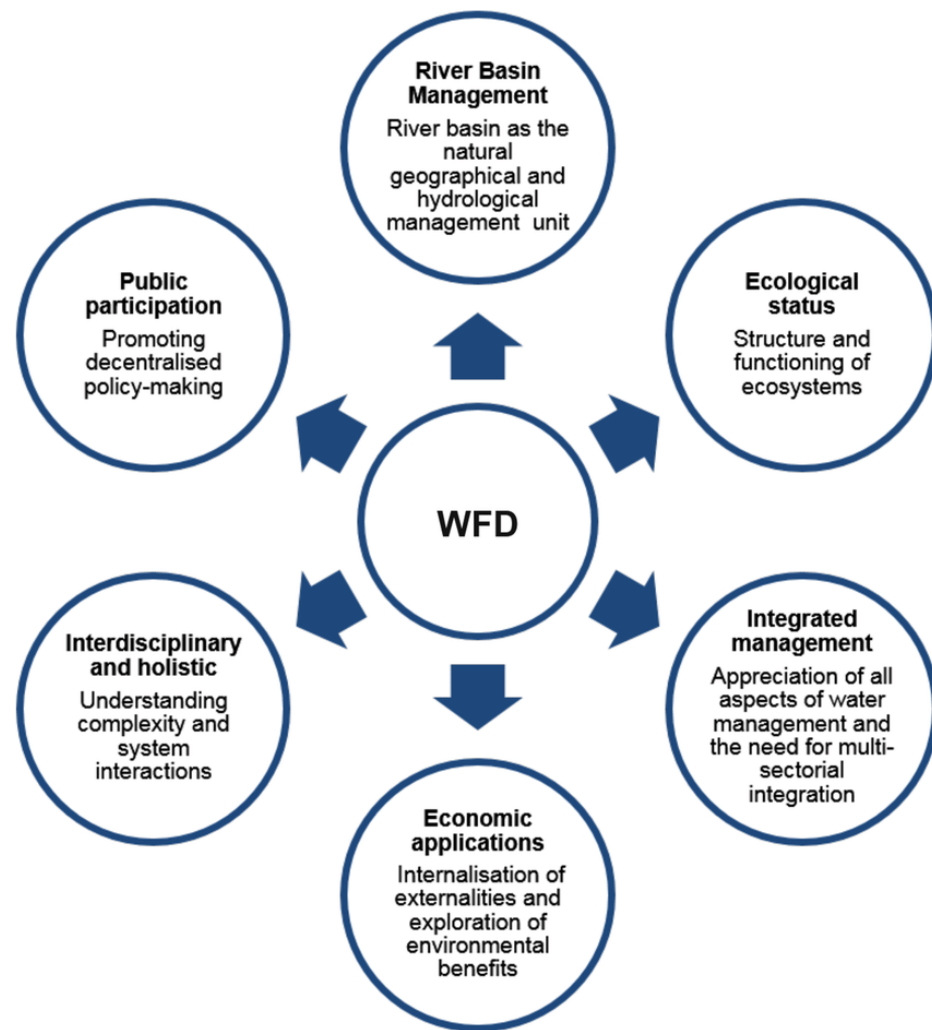 River Basin
Management
River basin as the
natural
geographical and
hydrological
management unit
Ecological
status
Structure and
functioning of
ecosystems
Integrated
management
Appreciation of all
aspects of water
management and
the need for multi-
sectorial
integration
Economic
applications
Internalisation of
externalities and
exploration of
environmental
benefits
Interdisciplinary
and holistic
Understanding
complexity and
system
interactions
Public
participation
Promoting
decentralised
policy-making
WFD